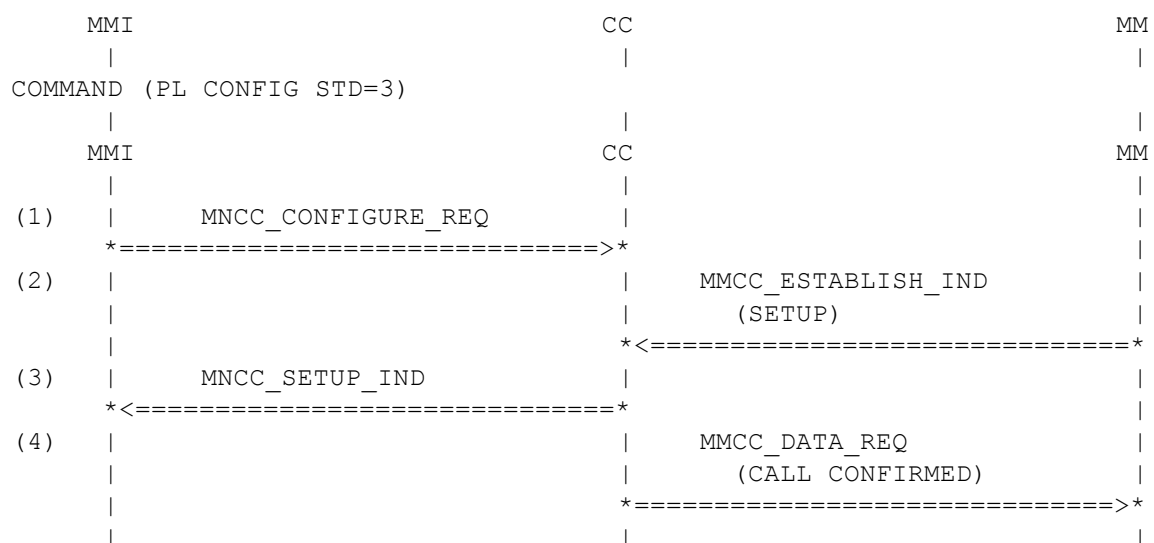 MMI CC MM
| | |
COMMAND (PL CONFIG STD=3)
| | |
MMI CC MM
| | |
(1) | MNCC_CONFIGURE_REQ | |
*==============================>* |
(2) | | MMCC_ESTABLISH_IND |
| | (SETUP) |
| *<==============================*
(3) | MNCC_SETUP_IND | |
*<==============================* |
(4) | | MMCC_DATA_REQ |
| | (CALL CONFIRMED) |
| *==============================>*
| | |